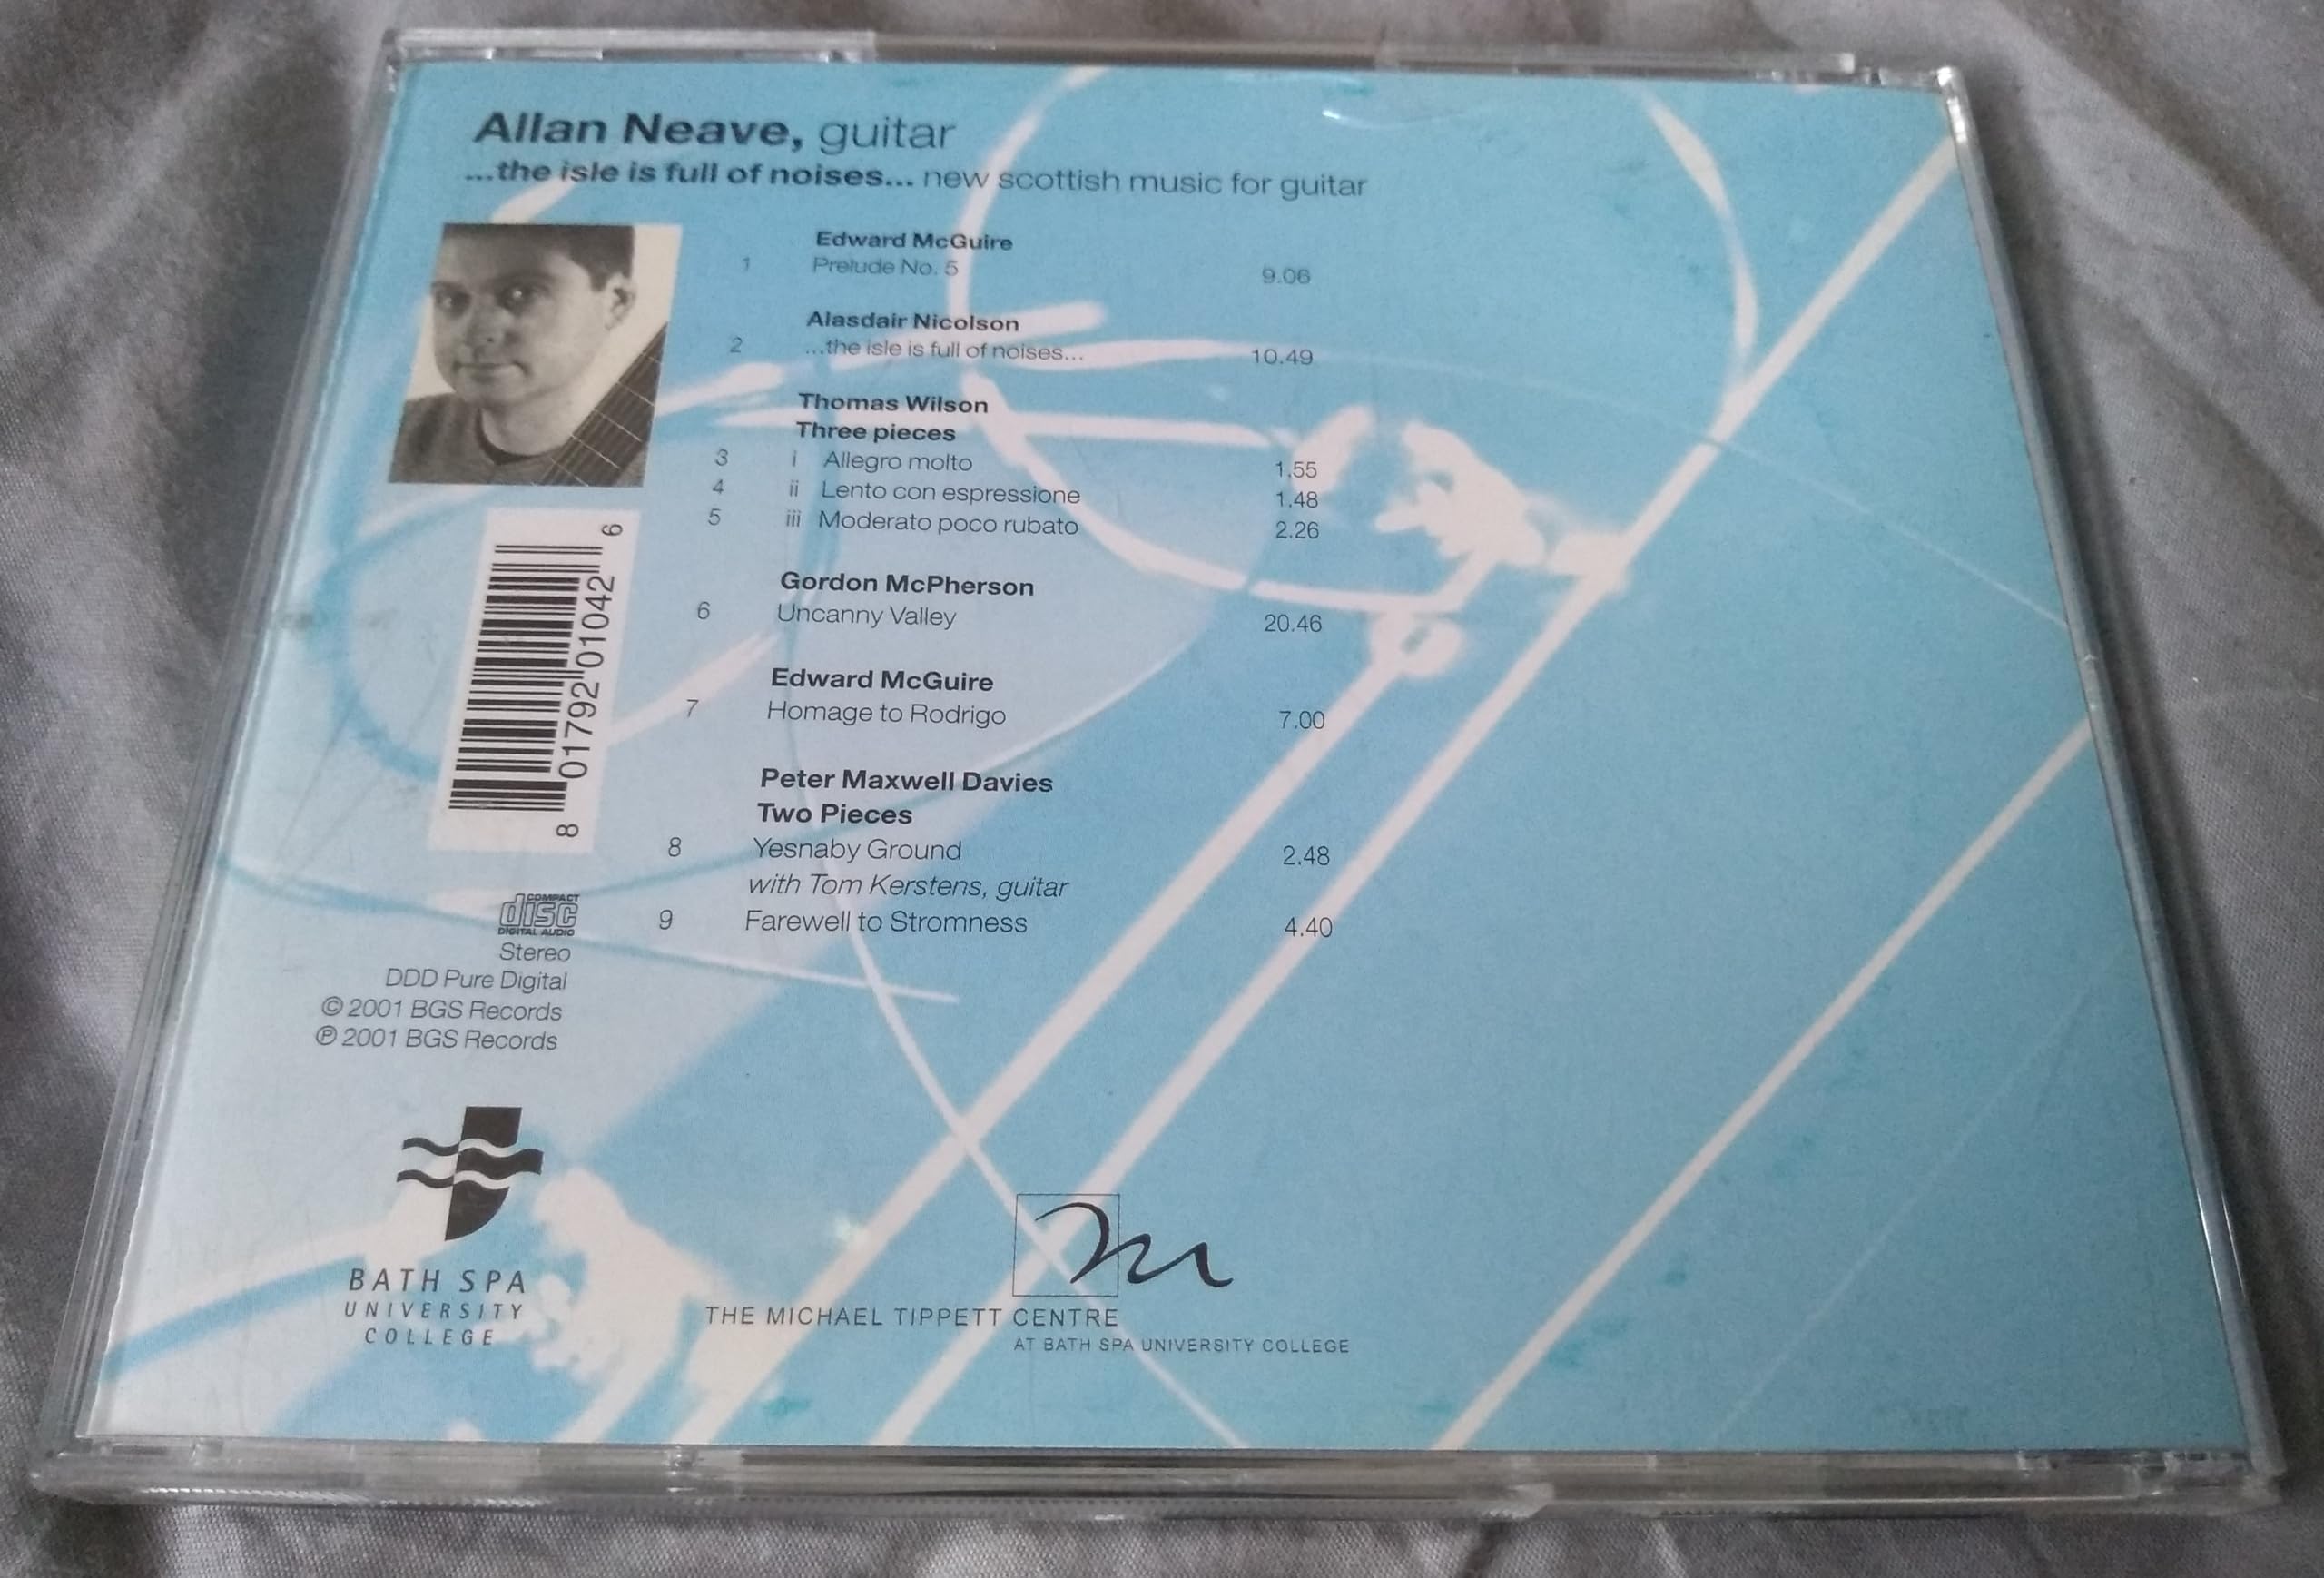 Allan Neave, guitar
...the isle is full of noises... new scottish music for guitar
Edward McGuire
1 Prelude No. 5 9.06
Alasdair Nicolson
2 ...the isle is full of noises... 10.49
Thomas Wilson
Three pieces
3 i Allegro molto 1.55
4 ii Lento con espressione 1.48
5 iii Moderato poco rubato 2.26
Gordon McPherson
6 Uncanny Valley 20.46
Edward McGuire
7 Homage to Rodrigo 7.00
Peter Maxwell Davies
Two Pieces
8 Yesnaby Ground 2.48
with Tom Kerstens, guitar
9 Farewell to Stromness 4.40
8 01792 01042 6
COMPACT
disc
DIGITAL AUDIO
Stereo
DDD Pure Digital
© 2001 BGS Records
℗ 2001 BGS Records
BATH SPA
UNIVERSITY
COLLEGE
THE MICHAEL TIPPETT CENTRE
AT BATH SPA UNIVERSITY COLLEGE